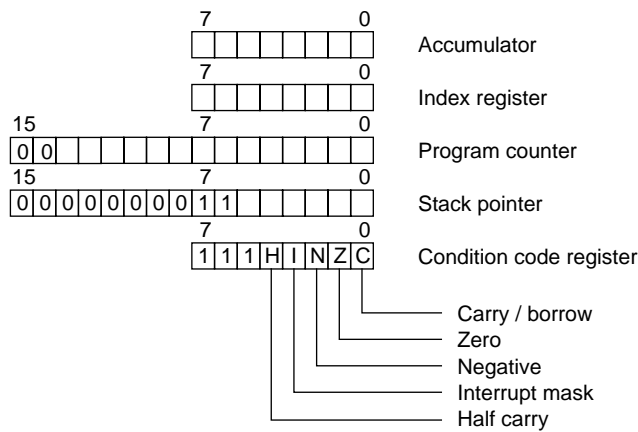 7 0
Accumulator
7 0
Index register
15 7 0
0 0 Program counter
15 7 0
0 0 0 0 0 0 0 0 1 1 Stack pointer
7 0
1 1 1 H I N Z C Condition code register
Carry / borrow
Zero
Negative
Interrupt mask
Half carry